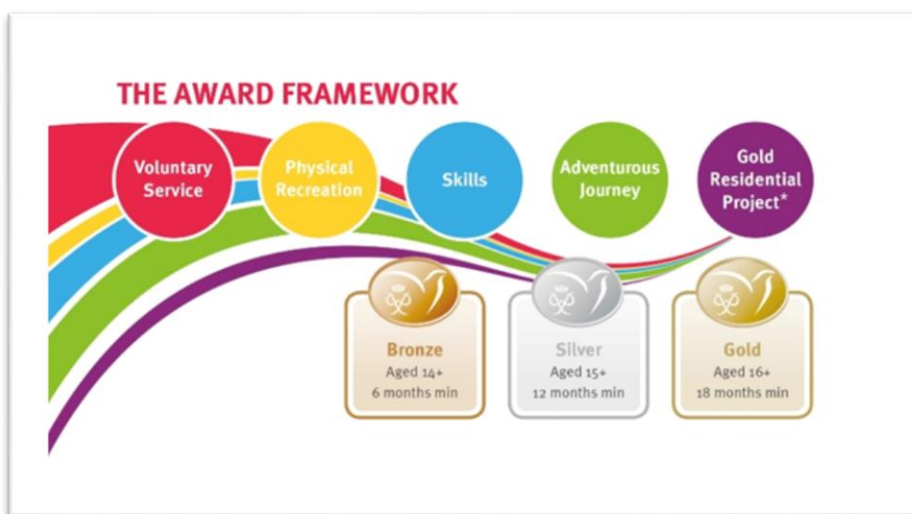 THE AWARD FRAMEWORK
Voluntary
Service
Physical
Recreation
Skills
Adventurous
Journey
Gold
Residential
Project*
Bronze
Aged 14+
6 months min
Silver
Aged 15+
12 months min
Gold
Aged 16+
18 months min